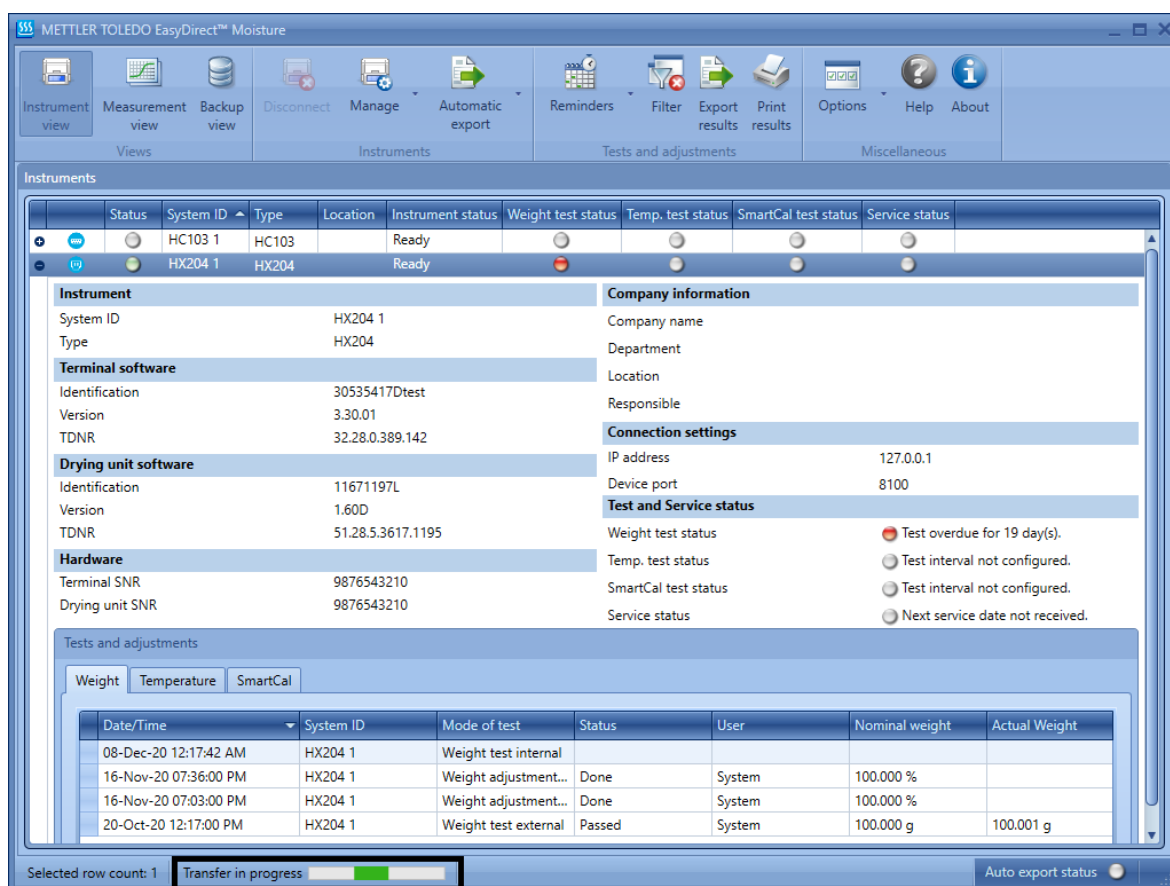 METTLER TOLEDO EasyDirect™ Moisture
Instrument view Measurement view Backup view Disconnect Manage Automatic export Reminders Filter Export results Print results Options Help About
Views Instruments Tests and adjustments Miscellaneous
Instruments
Status System ID Type Location Instrument status Weight test status Temp. test status SmartCal test status Service status
HC103 1 HC103 Ready
HX204 1 HX204 Ready
Instrument
System ID HX204 1
Type HX204
Terminal software
Identification 30535417Dtest
Version 3.30.01
TDNR 32.28.0.389.142
Drying unit software
Identification 11671197L
Version 1.60D
TDNR 51.28.5.3617.1195
Hardware
Terminal SNR 9876543210
Drying unit SNR 9876543210
Company information
Company name
Department
Location
Responsible
Connection settings
IP address 127.0.0.1
Device port 8100
Test and Service status
Weight test status Test overdue for 19 day(s).
Temp. test status Test interval not configured.
SmartCal test status Test interval not configured.
Service status Next service date not received.
Tests and adjustments
Weight Temperature SmartCal
Date/Time System ID Mode of test Status User Nominal weight Actual Weight
08-Dec-20 12:17:42 AM HX204 1 Weight test internal
16-Nov-20 07:36:00 PM HX204 1 Weight adjustment... Done System 100.000 %
16-Nov-20 07:03:00 PM HX204 1 Weight adjustment... Done System 100.000 %
20-Oct-20 12:17:00 PM HX204 1 Weight test external Passed System 100.000 g 100.001 g
Selected row count: 1 Transfer in progress Auto export status